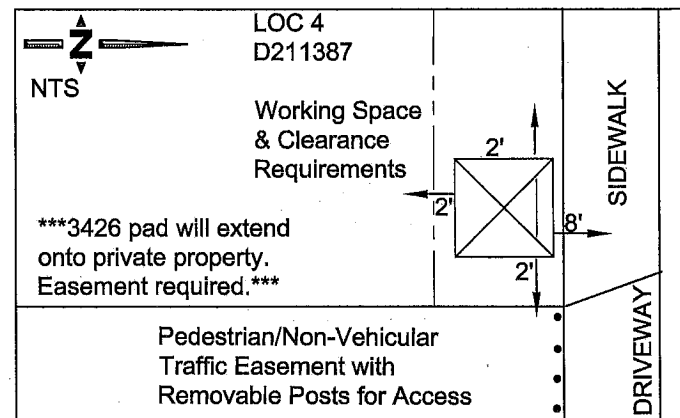 N
NTS
LOC 4
D211387
Working Space
& Clearance
Requirements
2'
2'
8'
2'
SIDEWALK
***3426 pad will extend
onto private property.
Easement required.***
Pedestrian/Non-Vehicular
Traffic Easement with
Removable Posts for Access
DRIVEWAY